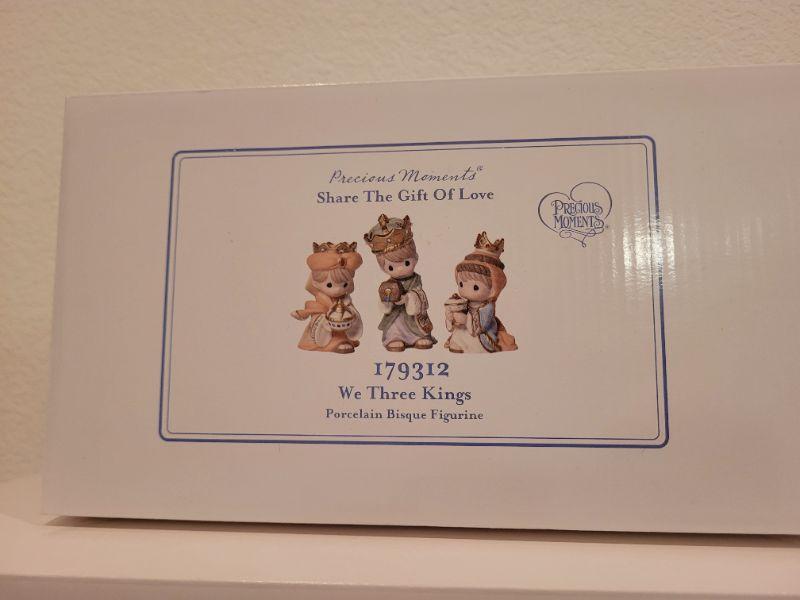 Precious Moments®
Share The Gift Of Love
PRECIOUS
MOMENTS®
179312
We Three Kings
Porcelain Bisque Figurine